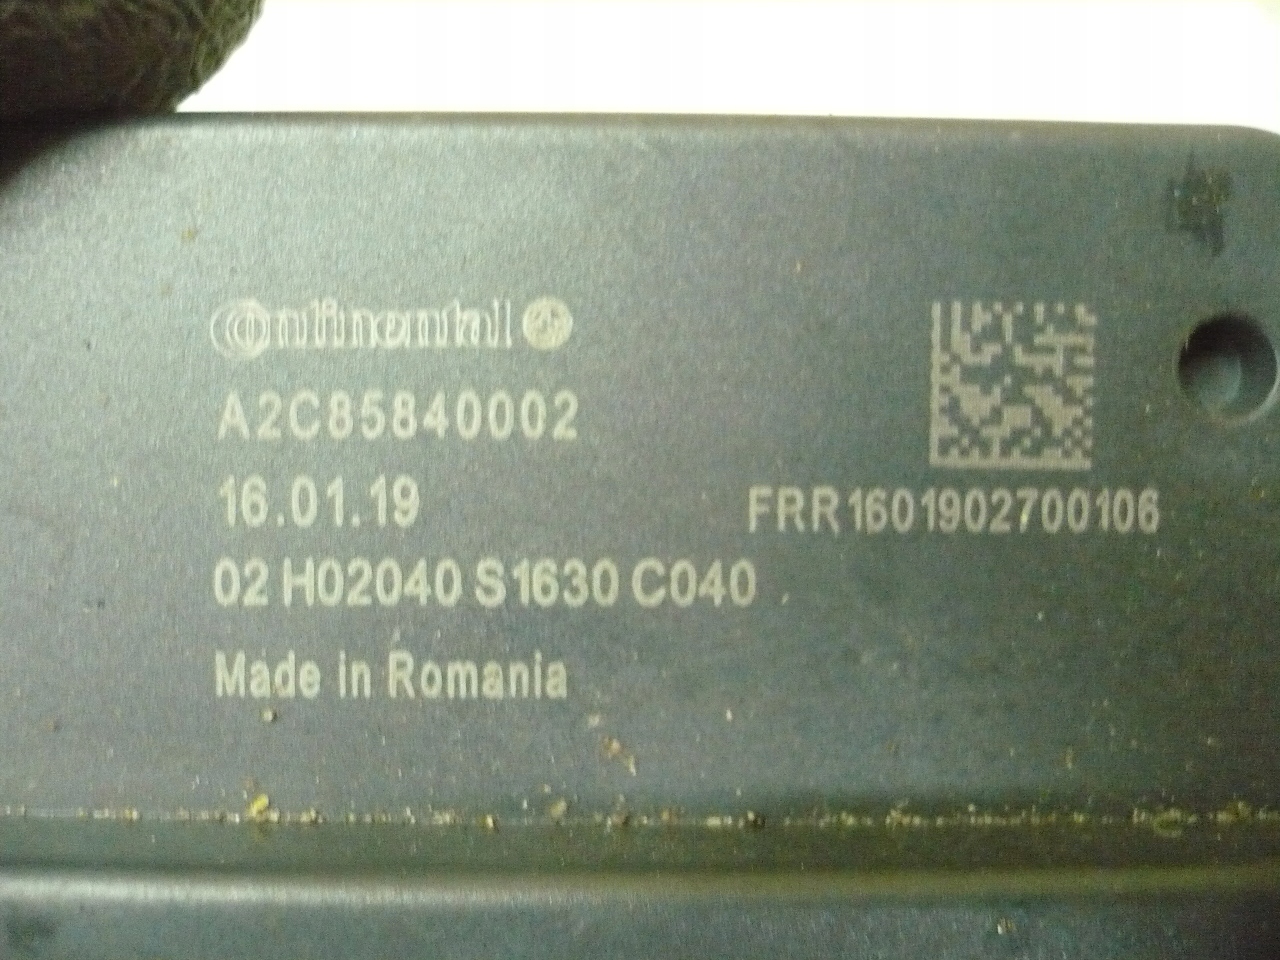 Continental
A2C85840002
16.01.19
FRR1601902700106
02 H02040 S1630 C040
Made in Romania